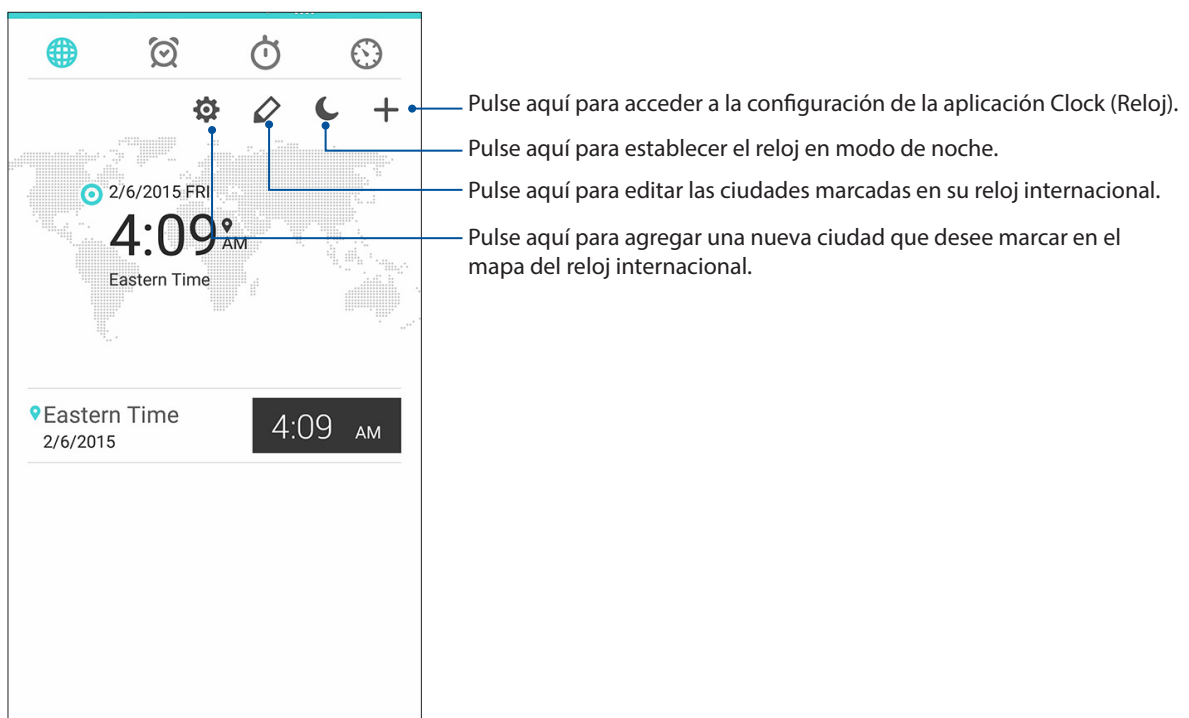 Pulse aquí para acceder a la configuración de la aplicación Clock (Reloj).
Pulse aquí para establecer el reloj en modo de noche.
Pulse aquí para editar las ciudades marcadas en su reloj internacional.
Pulse aquí para agregar una nueva ciudad que desee marcar en el
mapa del reloj internacional.
2/6/2015 FRI
4:09 AM
Eastern Time
Eastern Time
2/6/2015
4:09 AM